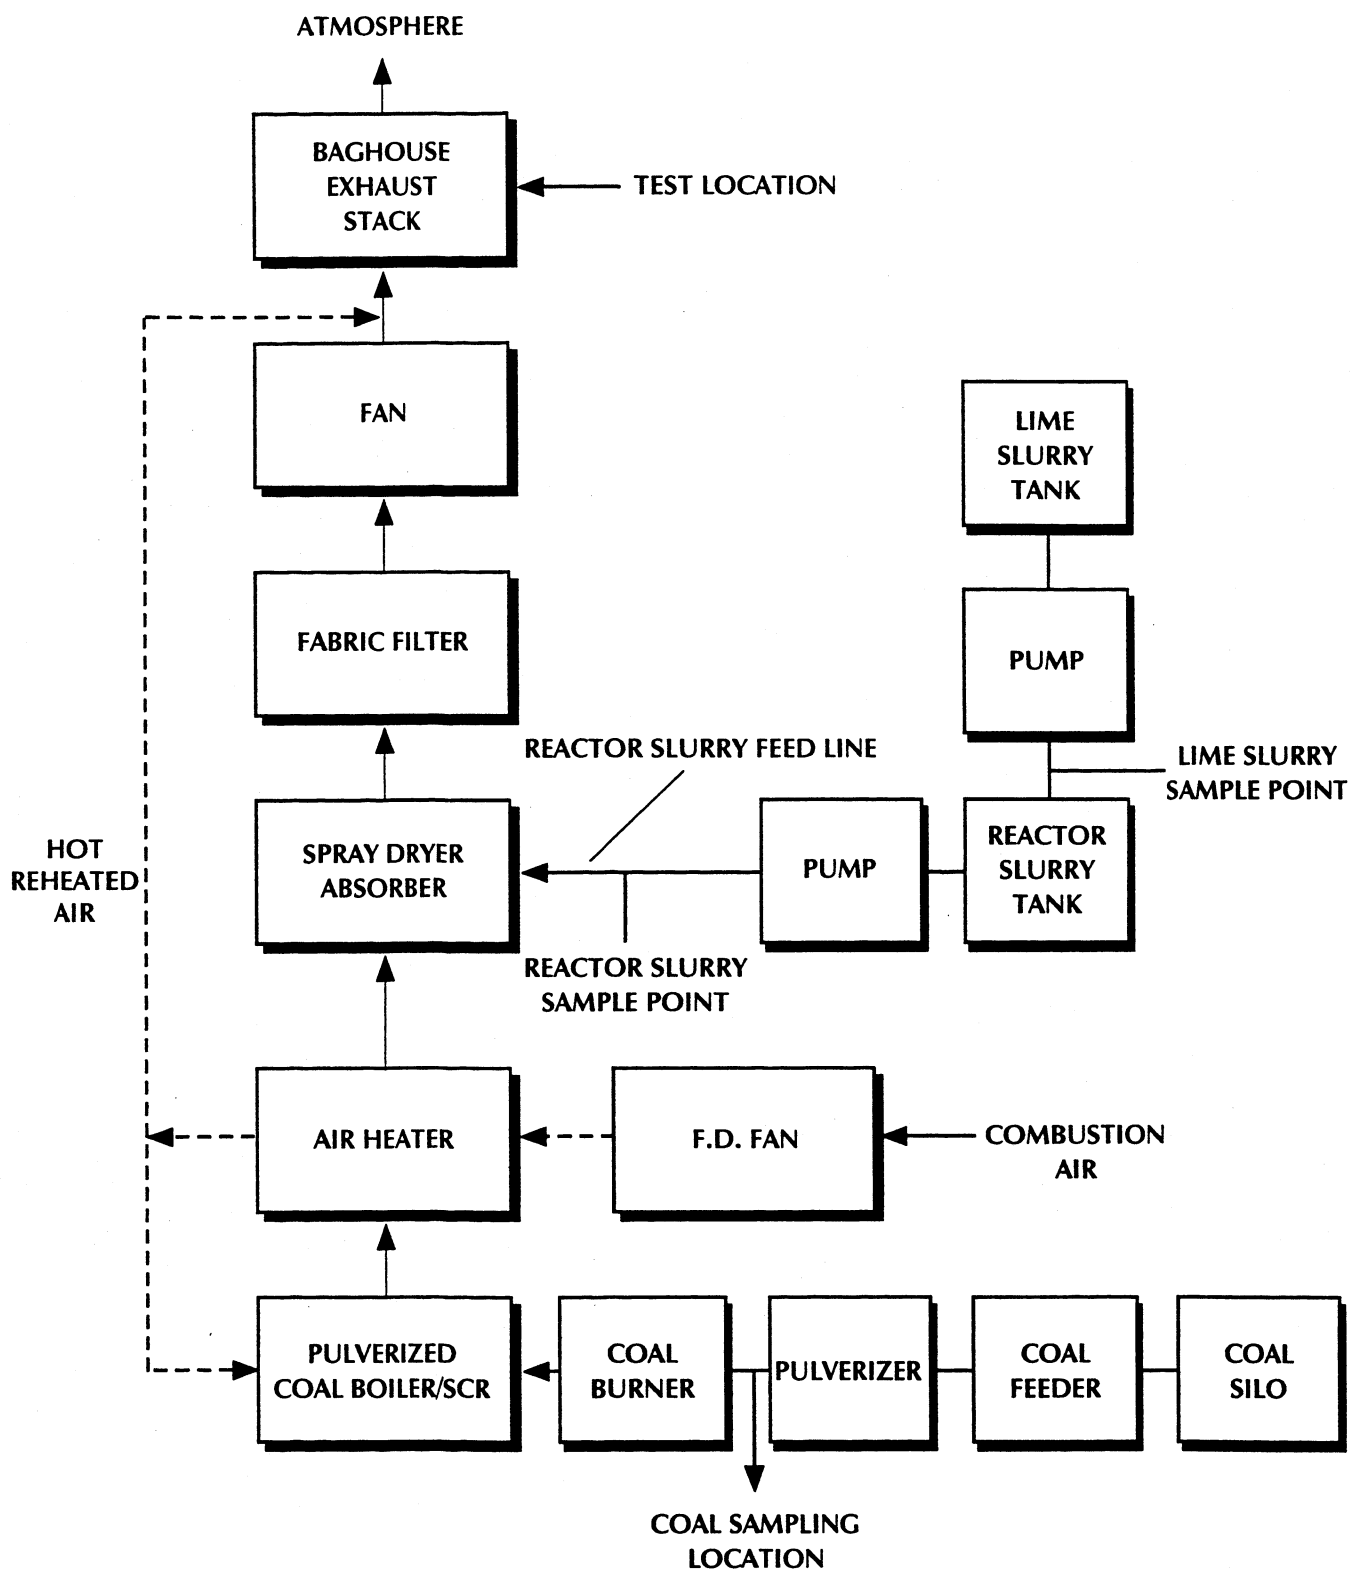 ATMOSPHERE
BAGHOUSE
EXHAUST
STACK
TEST LOCATION
FAN
LIME
SLURRY
TANK
FABRIC FILTER
PUMP
REACTOR SLURRY FEED LINE
LIME SLURRY
SAMPLE POINT
HOT
REHEATED
AIR
SPRAY DRYER
ABSORBER
PUMP
REACTOR
SLURRY
TANK
REACTOR SLURRY
SAMPLE POINT
AIR HEATER
F.D. FAN
COMBUSTION
AIR
PULVERIZED
COAL BOILER/SCR
COAL
BURNER
PULVERIZER
COAL
FEEDER
COAL
SILO
COAL SAMPLING
LOCATION